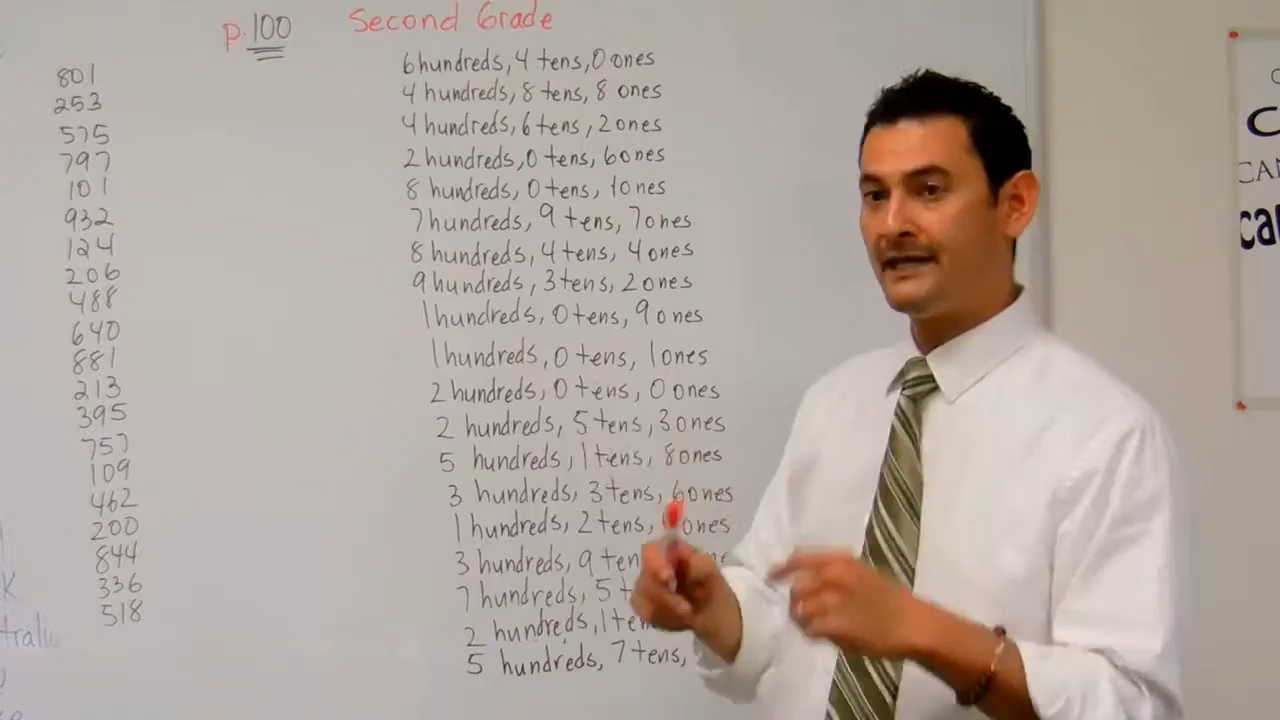 p.100 Second Grade
801
253
575
797
101
932
124
206
488
640
881
213
395
757
109
462
200
844
336
518
6 hundreds, 4 tens, 0 ones
4 hundreds, 8 tens, 8 ones
4 hundreds, 6 tens, 2 ones
2 hundreds, 0 tens, 6 ones
8 hundreds, 0 tens, 1 ones
7 hundreds, 9 tens, 7 ones
8 hundreds, 4 tens, 4 ones
9 hundreds, 3 tens, 2 ones
1 hundreds, 0 tens, 9 ones
1 hundreds, 0 tens, 1 ones
2 hundreds, 0 tens, 0 ones
2 hundreds, 5 tens, 3 ones
5 hundreds, 1 tens, 8 ones
3 hundreds, 3 tens, 6 ones
1 hundreds, 2 tens, ones
3 hundreds, 9 ten
7 hundreds, 5 t
2 hundreds, 1 ten
5 hundreds, 7 tens,